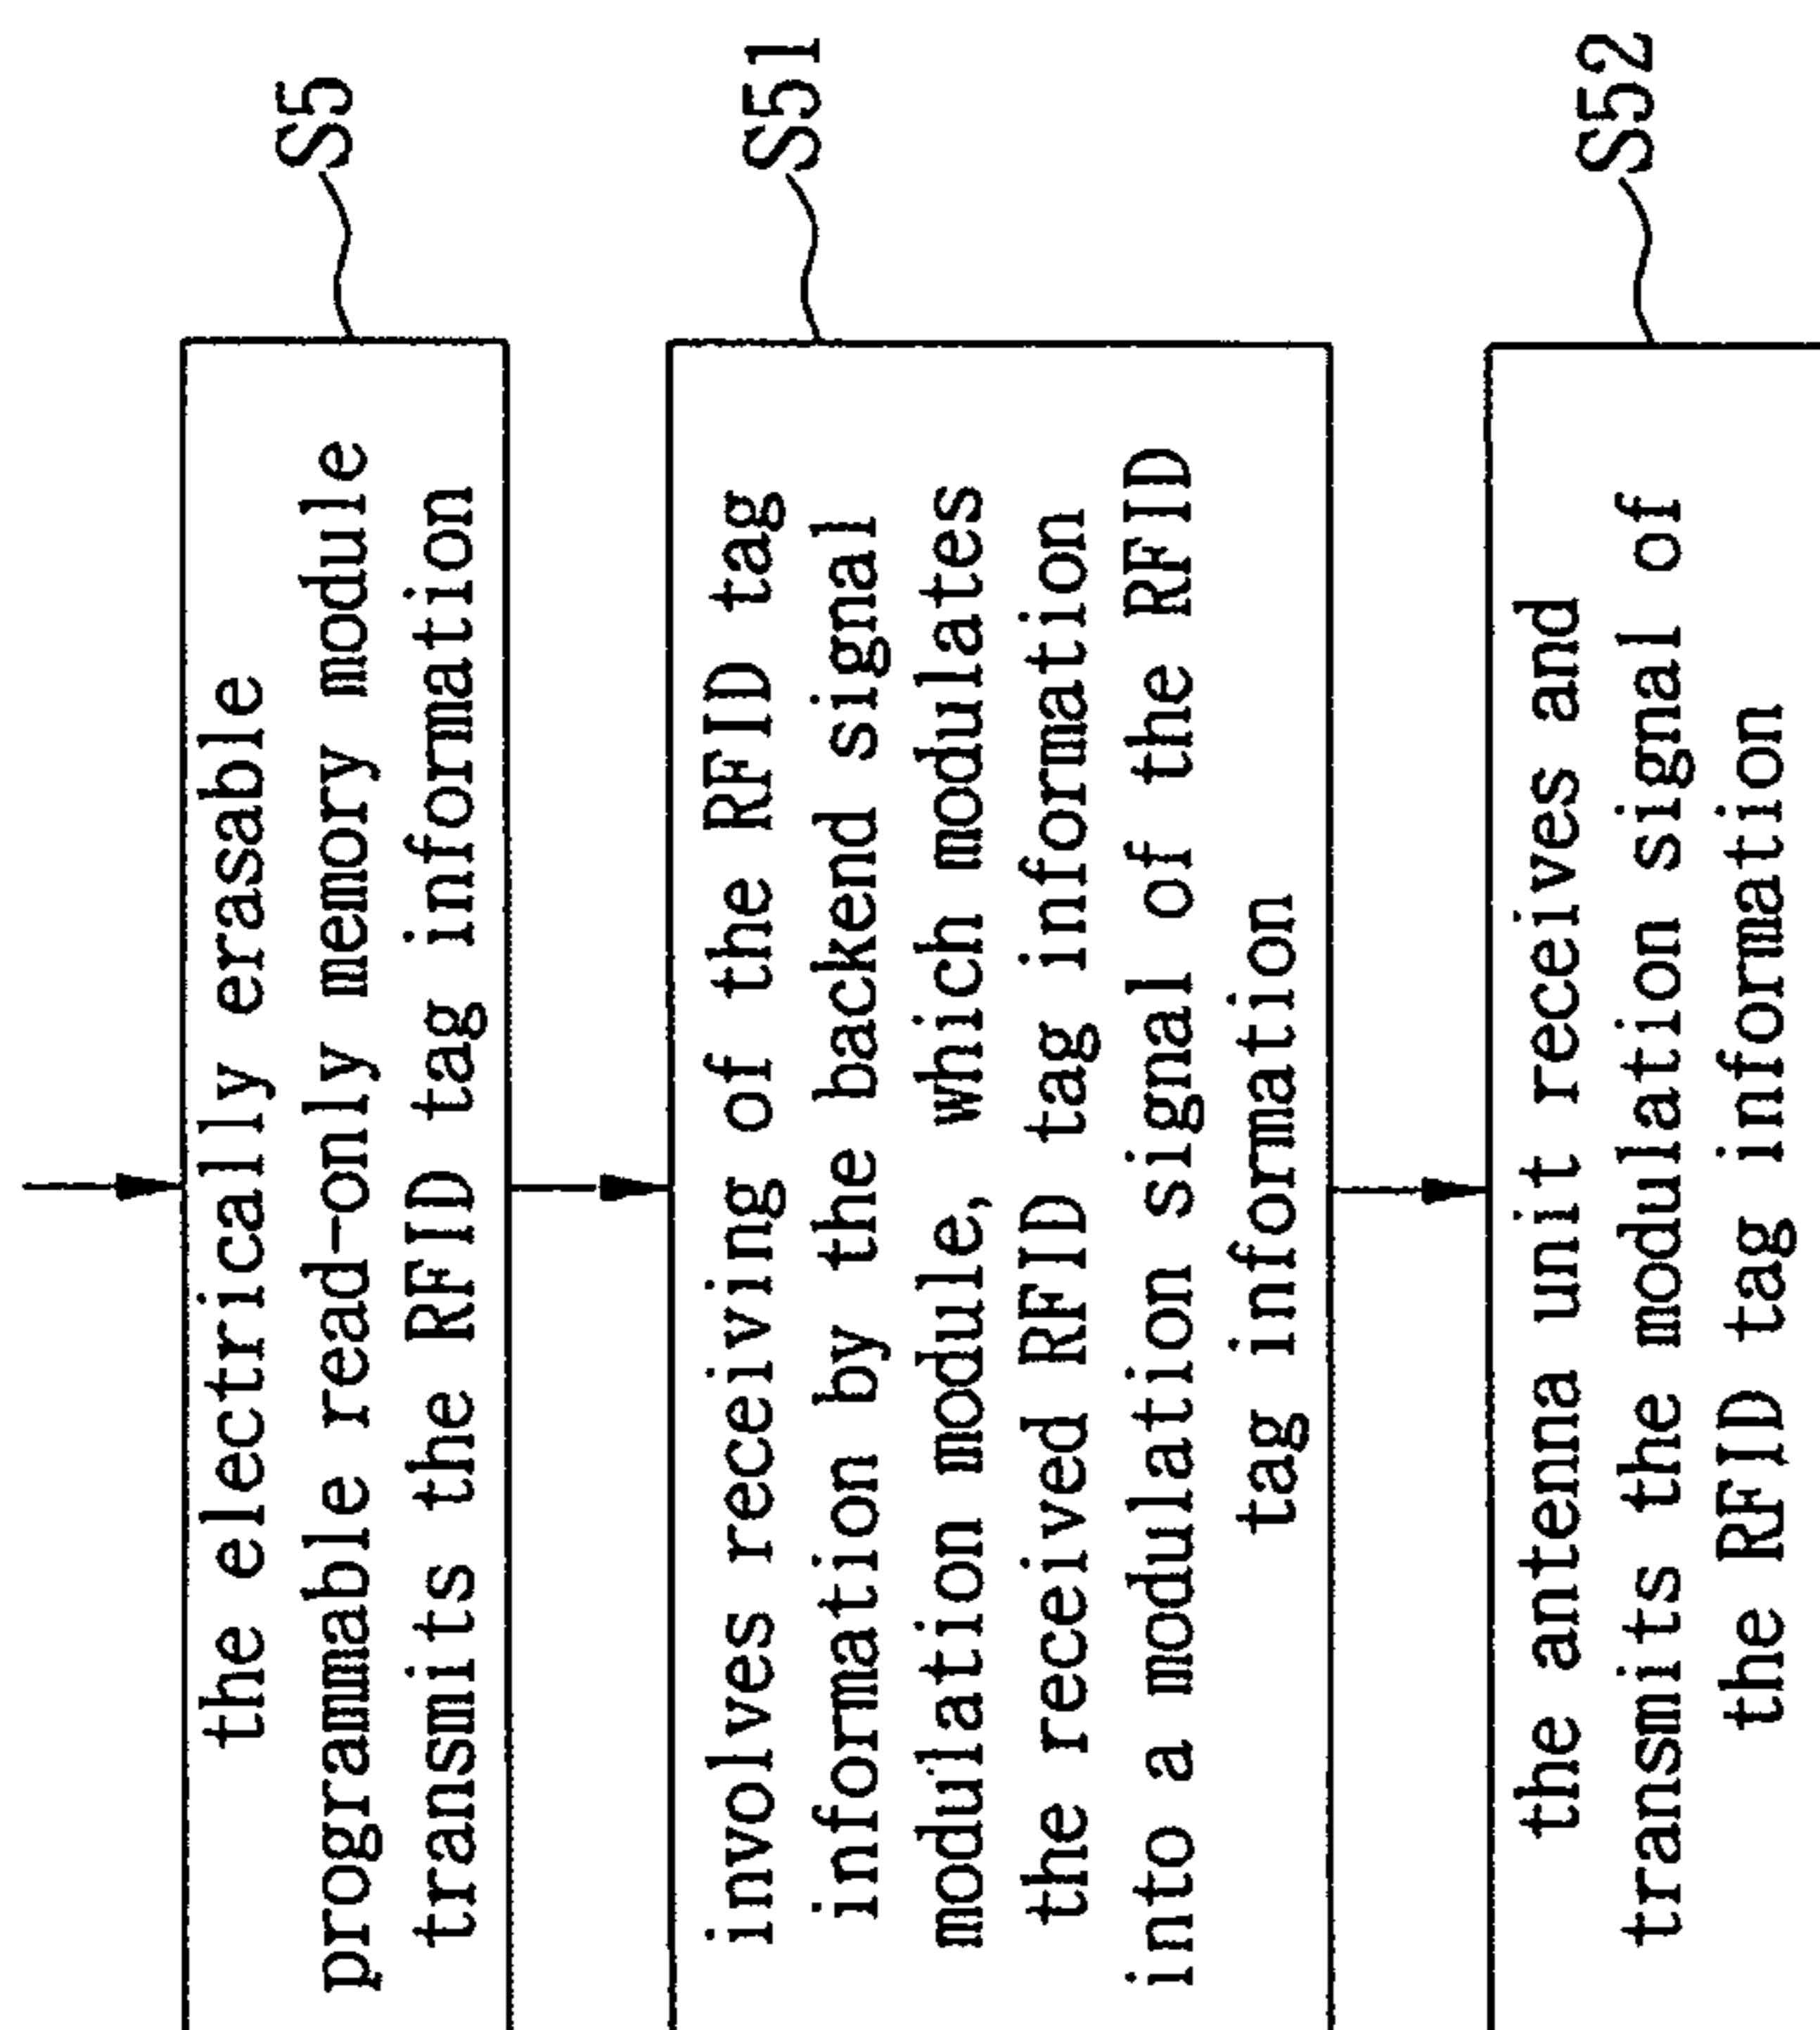 the electrically erasable
programmable read-only memory module
transmits the RFID tag information
S5
involves receiving of the RFID tag
information by the backend signal
modulation module, which modulates
the received RFID tag information
into a modulation signal of the RFID
tag information
S51
the antenna unit receives and
transmits the modulation signal of
the RFID tag information
S52